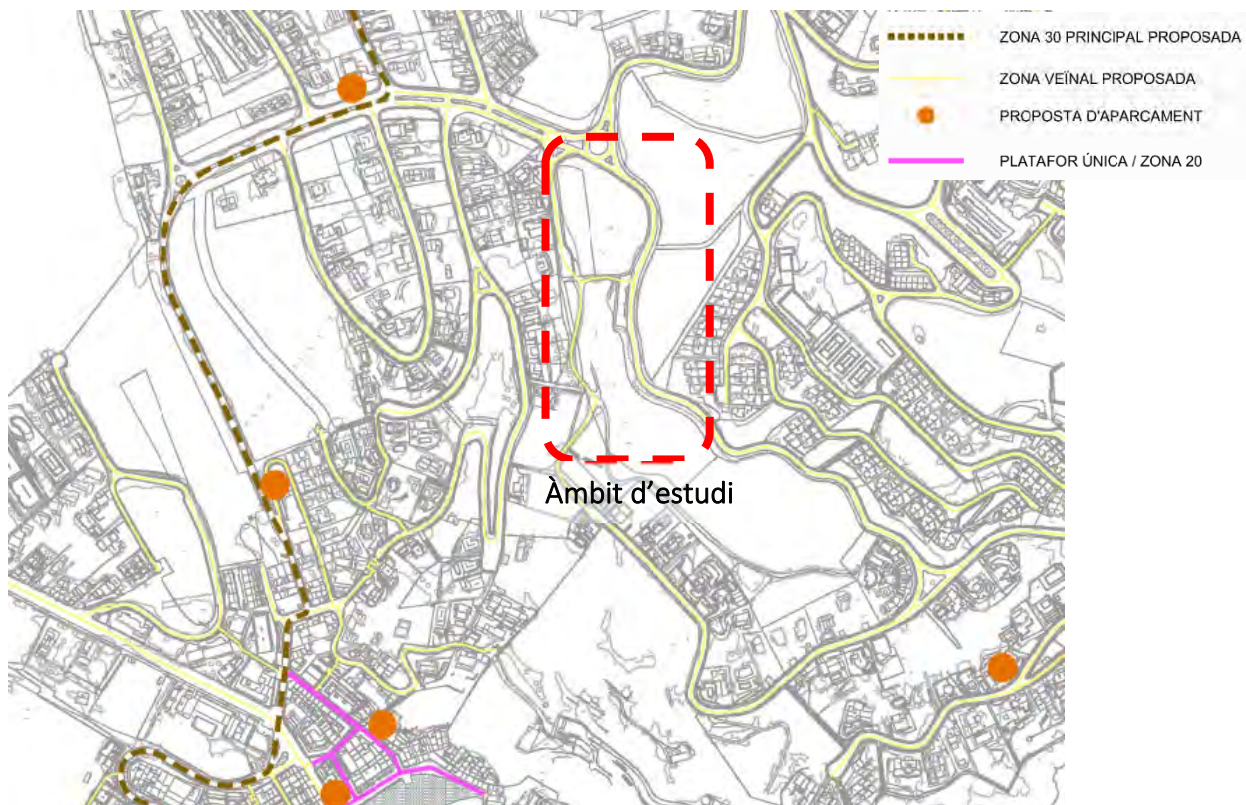 ZONA 30 PRINCIPAL PROPOSADA
ZONA VEÏNAL PROPOSADA
PROPOSTA D'APARCAMENT
PLATAFOR ÚNICA / ZONA 20
Àmbit d'estudi